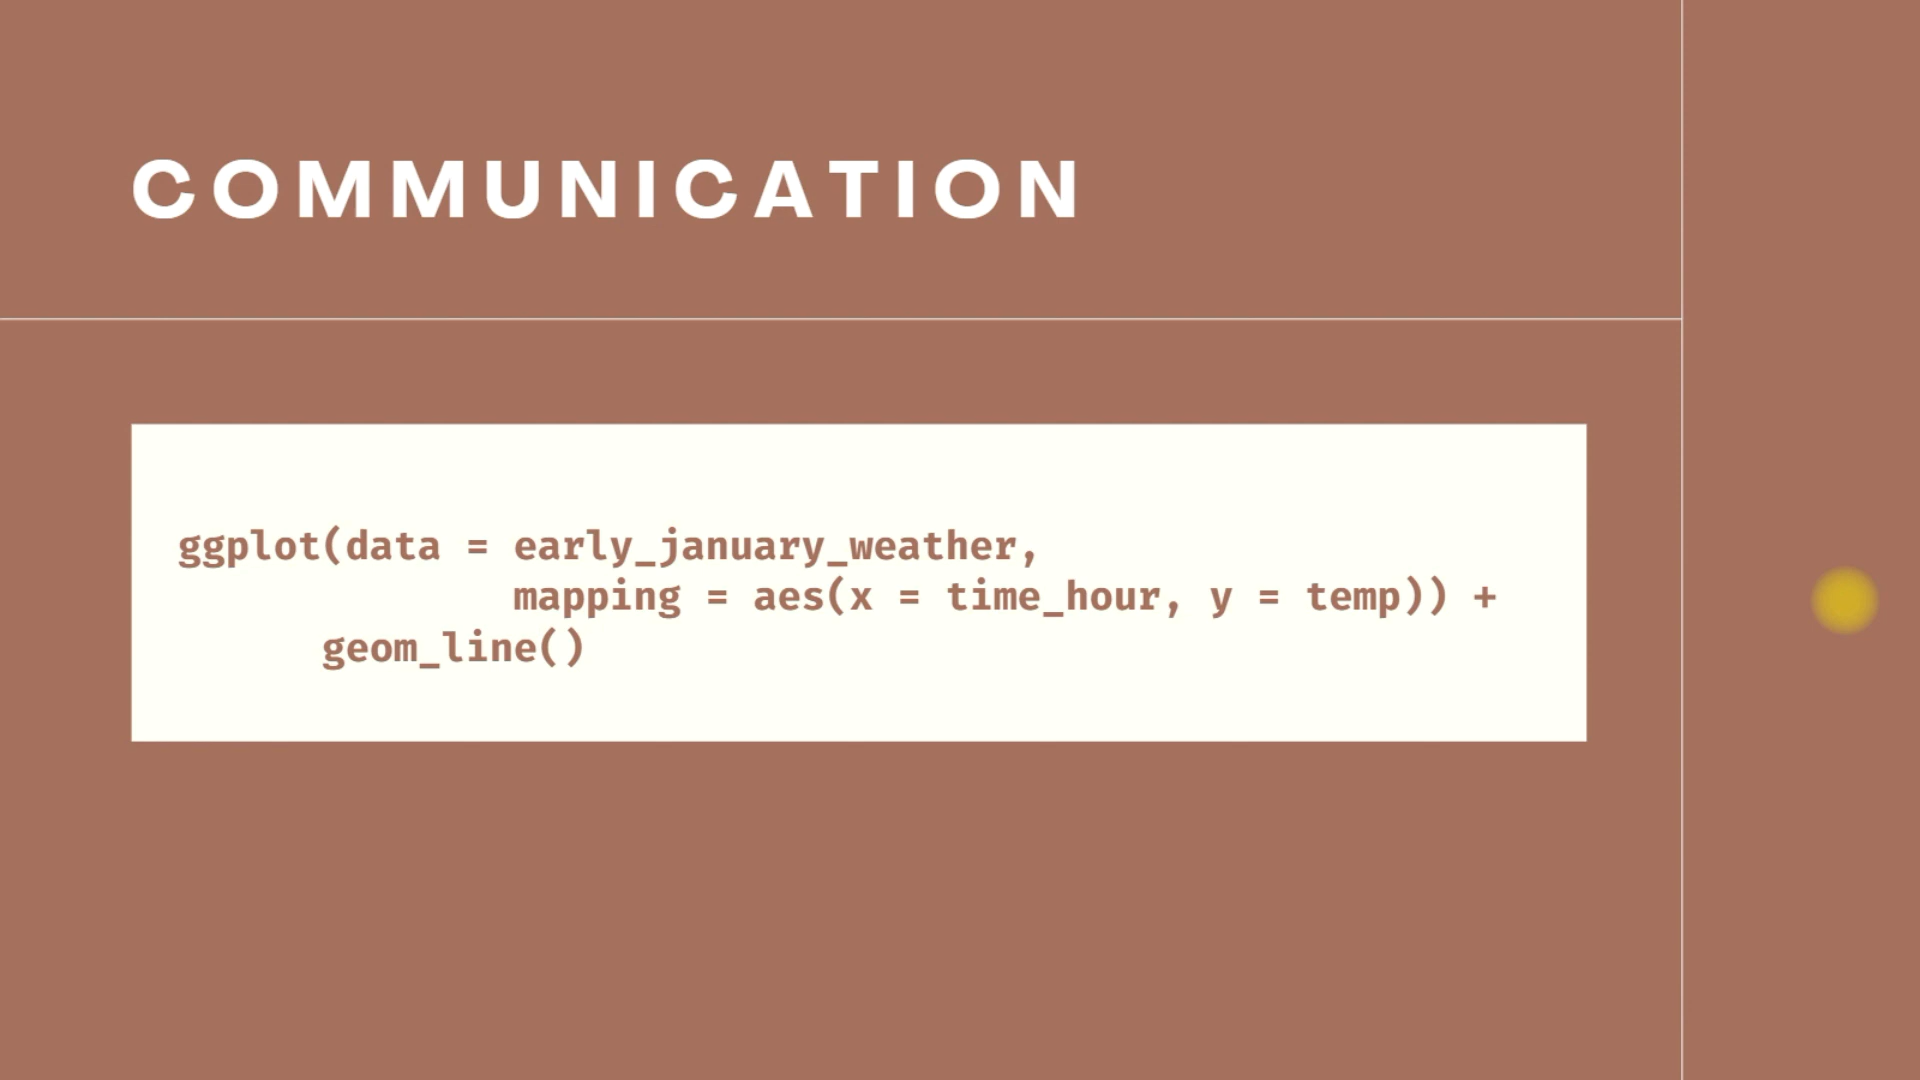 COMMUNICATION
ggplot(data = early_january_weather,
mapping = aes(x = time_hour, y = temp)) +
geom_line()